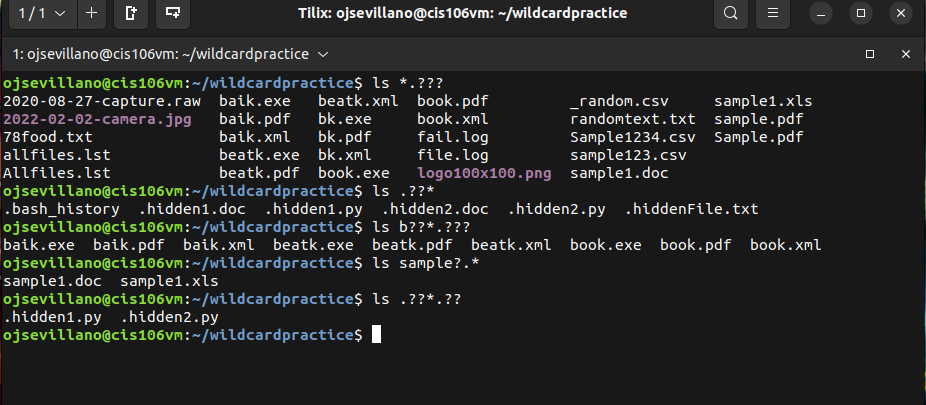 1 / 1 Tilix: ojsevillano@cis106vm: ~/wildcardpractice
1: ojsevillano@cis106vm: ~/wildcardpractice
ojsevillano@cis106vm:~/wildcardpractice$ ls *.???
2020-08-27-capture.raw  baik.exe   beatk.xml  book.pdf         _random.csv     sample1.xls
2022-02-02-camera.jpg   baik.pdf   bk.exe     book.xml         randomtext.txt  sample.pdf
78food.txt              baik.xml   bk.pdf     fail.log         Sample1234.csv  Sample.pdf
allfiles.lst            beatk.exe  bk.xml     file.log         Sample123.csv
Allfiles.lst            beatk.pdf  book.exe   logo100x100.png  sample1.doc
ojsevillano@cis106vm:~/wildcardpractice$ ls .??*
.bash_history  .hidden1.doc  .hidden1.py  .hidden2.doc  .hidden2.py  .hiddenFile.txt
ojsevillano@cis106vm:~/wildcardpractice$ ls b??*.???
baik.exe  baik.pdf  baik.xml  beatk.exe  beatk.pdf  beatk.xml  book.exe  book.pdf  book.xml
ojsevillano@cis106vm:~/wildcardpractice$ ls sample?.*
sample1.doc  sample1.xls
ojsevillano@cis106vm:~/wildcardpractice$ ls .??*.??
.hidden1.py  .hidden2.py
ojsevillano@cis106vm:~/wildcardpractice$